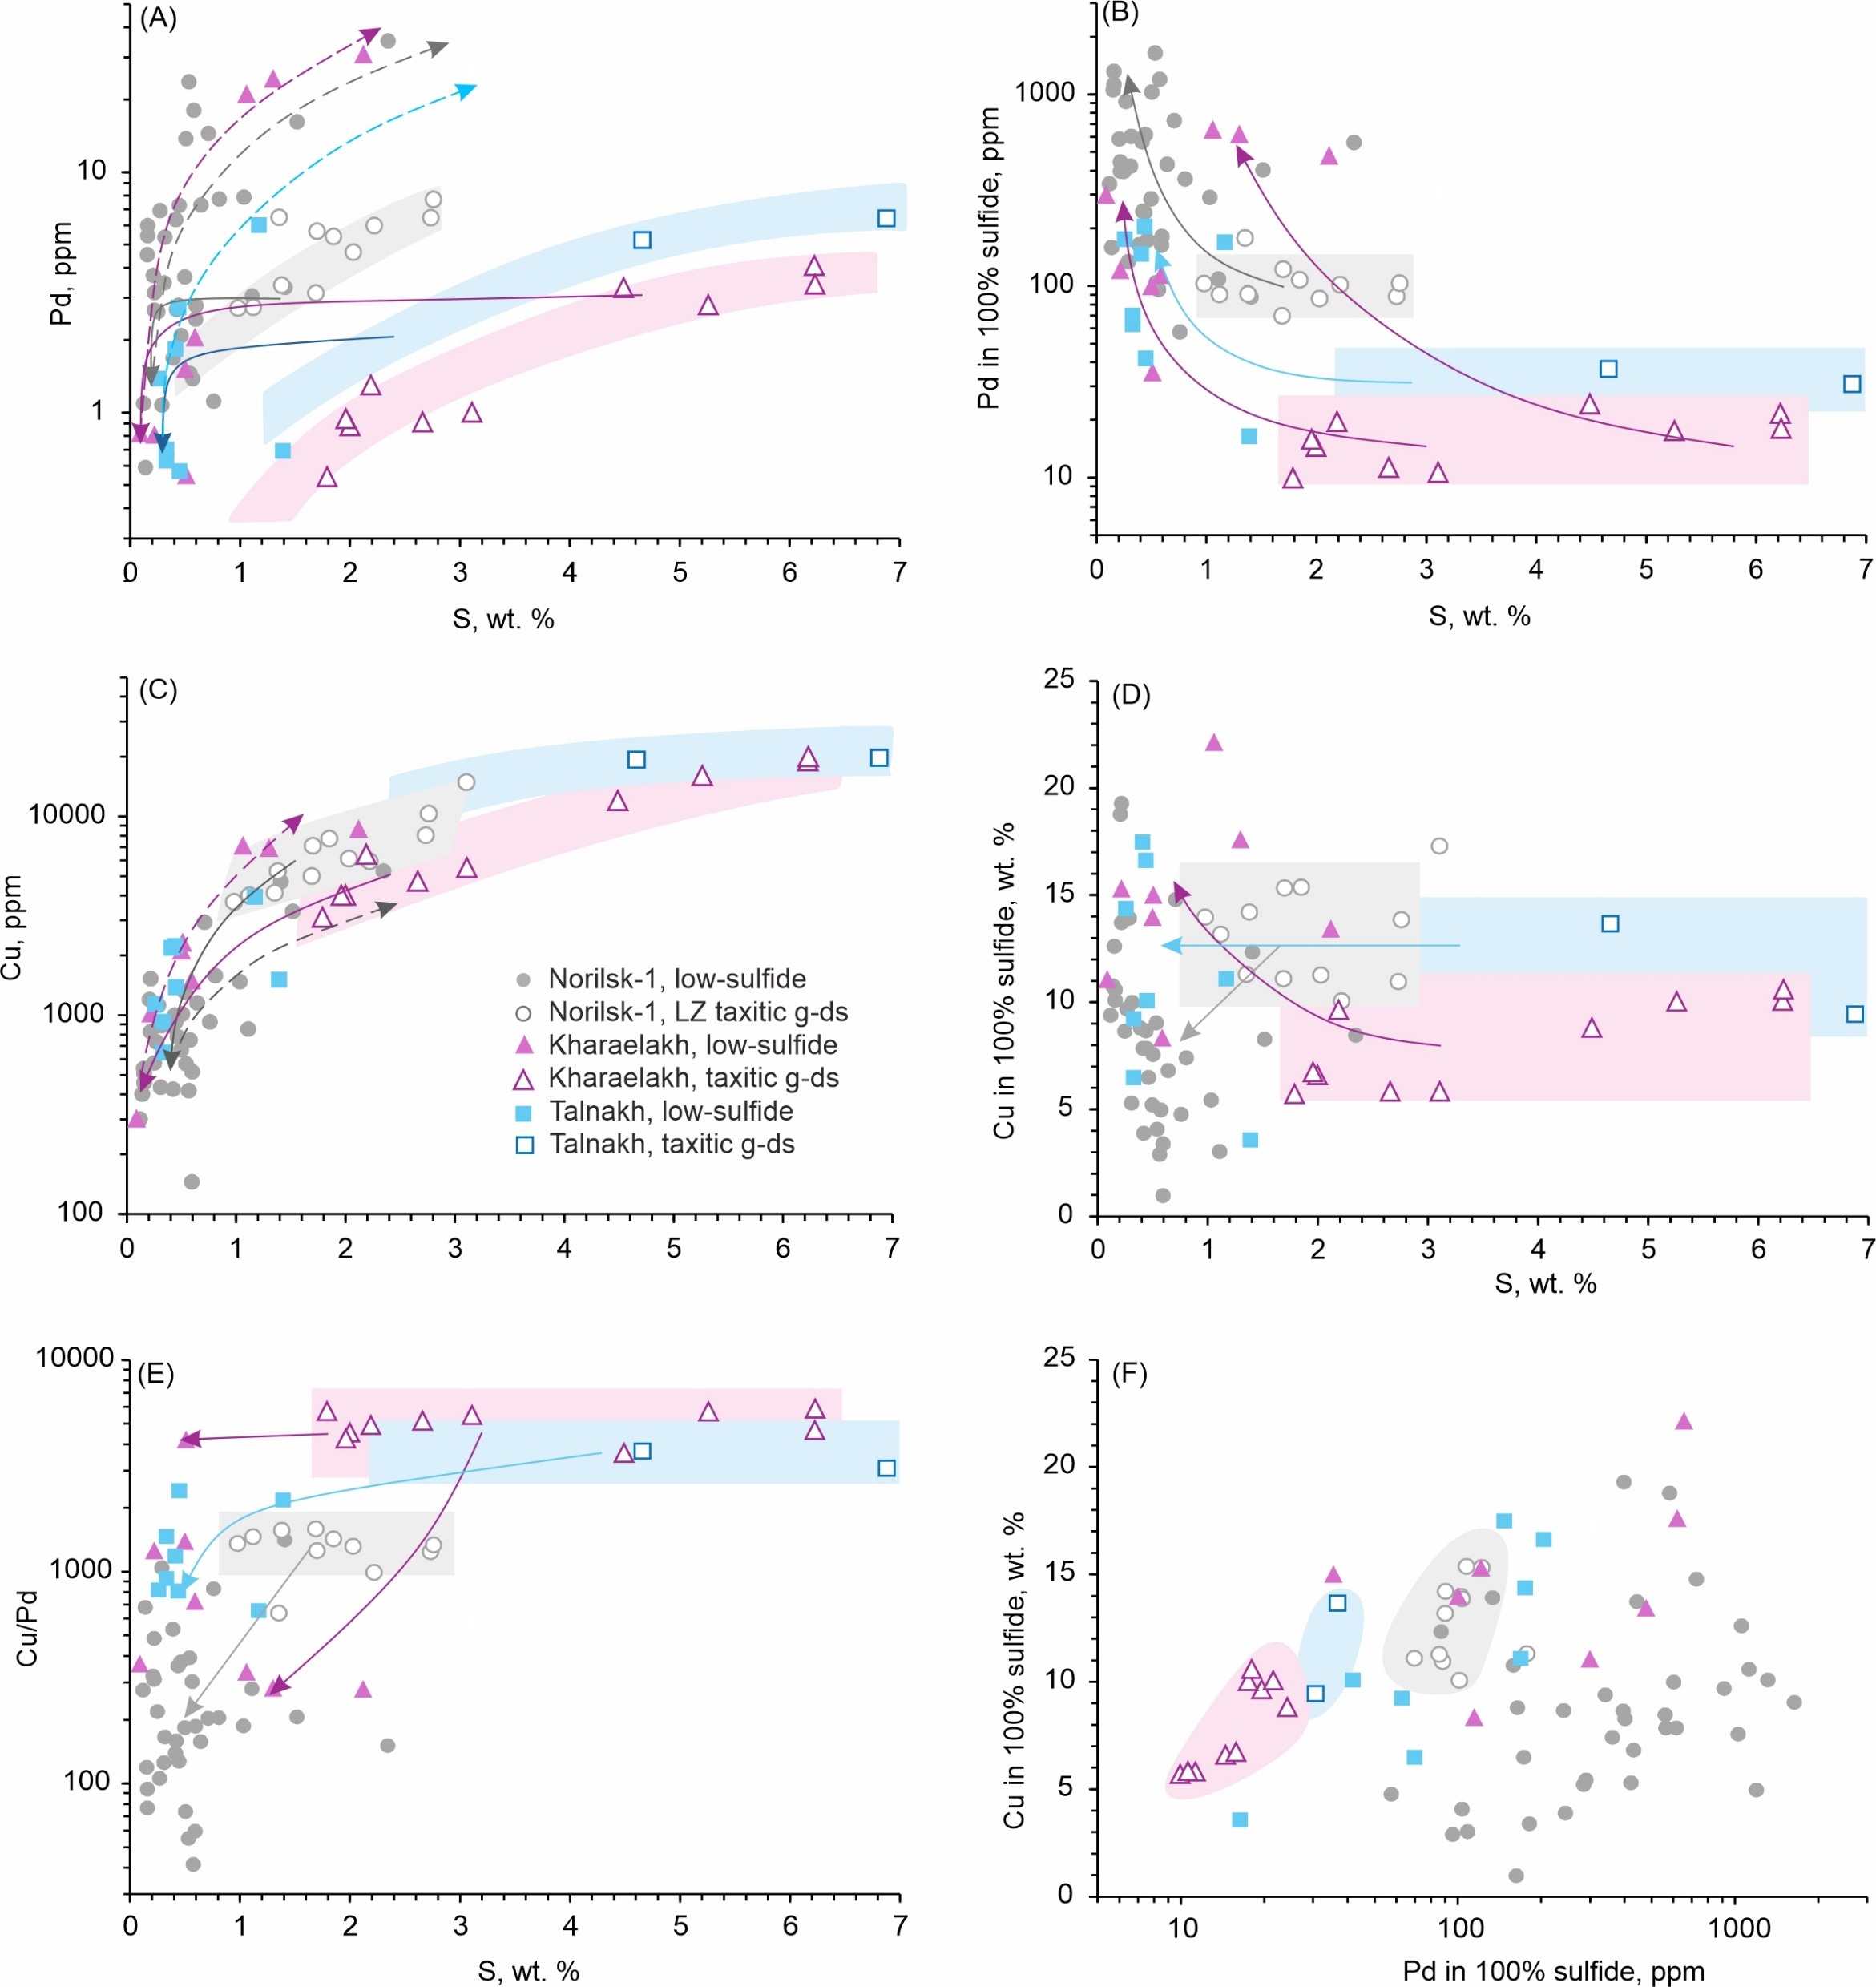 (A)
Pd, ppm
10
1
0 1 2 3 4 5 6 7
S, wt. %
(B)
Pd in 100% sulfide, ppm
1000
100
10
0 1 2 3 4 5 6 7
S, wt. %
(C)
Cu, ppm
10000
1000
100
0 1 2 3 4 5 6 7
Norilsk-1, low-sulfide
Norilsk-1, LZ taxitic g-ds
Kharaelakh, low-sulfide
Kharaelakh, taxitic g-ds
Talnakh, low-sulfide
Talnakh, taxitic g-ds
(D)
Cu in 100% sulfide, wt. %
25
20
15
10
5
0
0 1 2 3 4 5 6 7
S, wt. %
(E)
Cu/Pd
10000
1000
100
0 1 2 3 4 5 6 7
S, wt. %
(F)
Cu in 100% sulfide, wt. %
25
20
15
10
5
0
10 100 1000
Pd in 100% sulfide, ppm